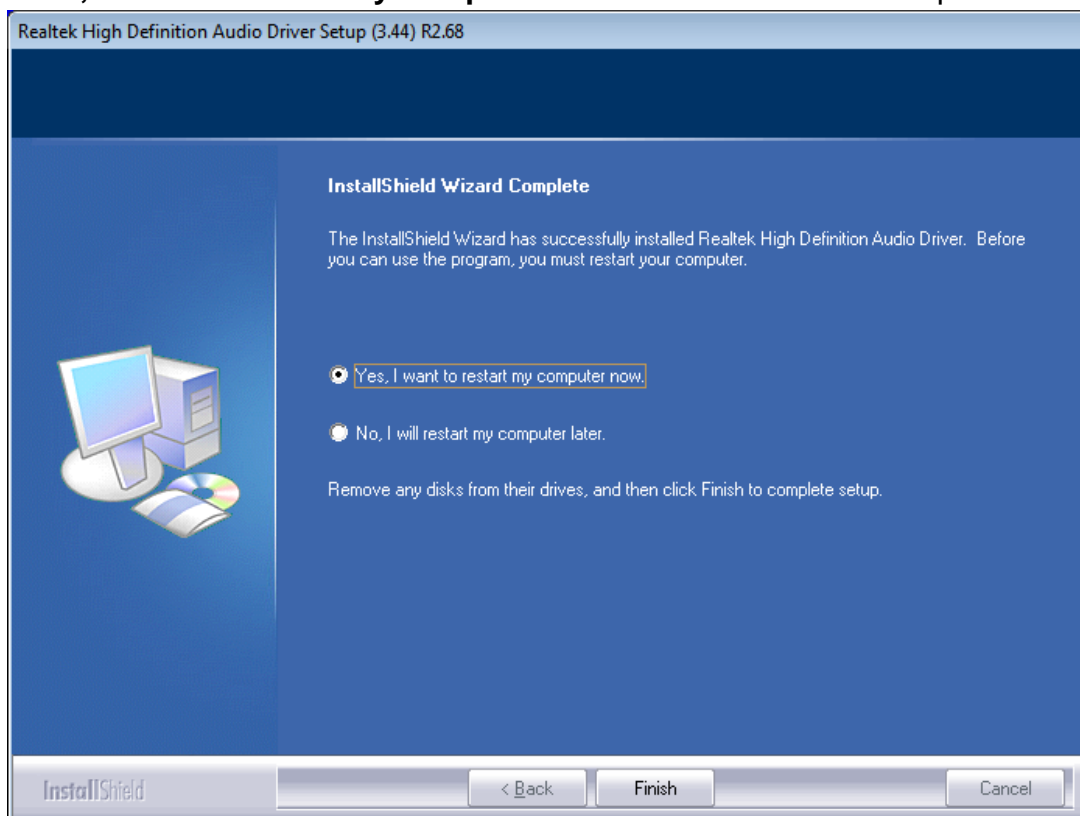 Realtek High Definition Audio Driver Setup (3.44) R2.68
InstallShield Wizard Complete
The InstallShield Wizard has successfully installed Realtek High Definition Audio Driver. Before
you can use the program, you must restart your computer.
Yes, I want to restart my computer now.
No, I will restart my computer later.
Remove any disks from their drives, and then click Finish to complete setup.
InstallShield
< Back Finish Cancel